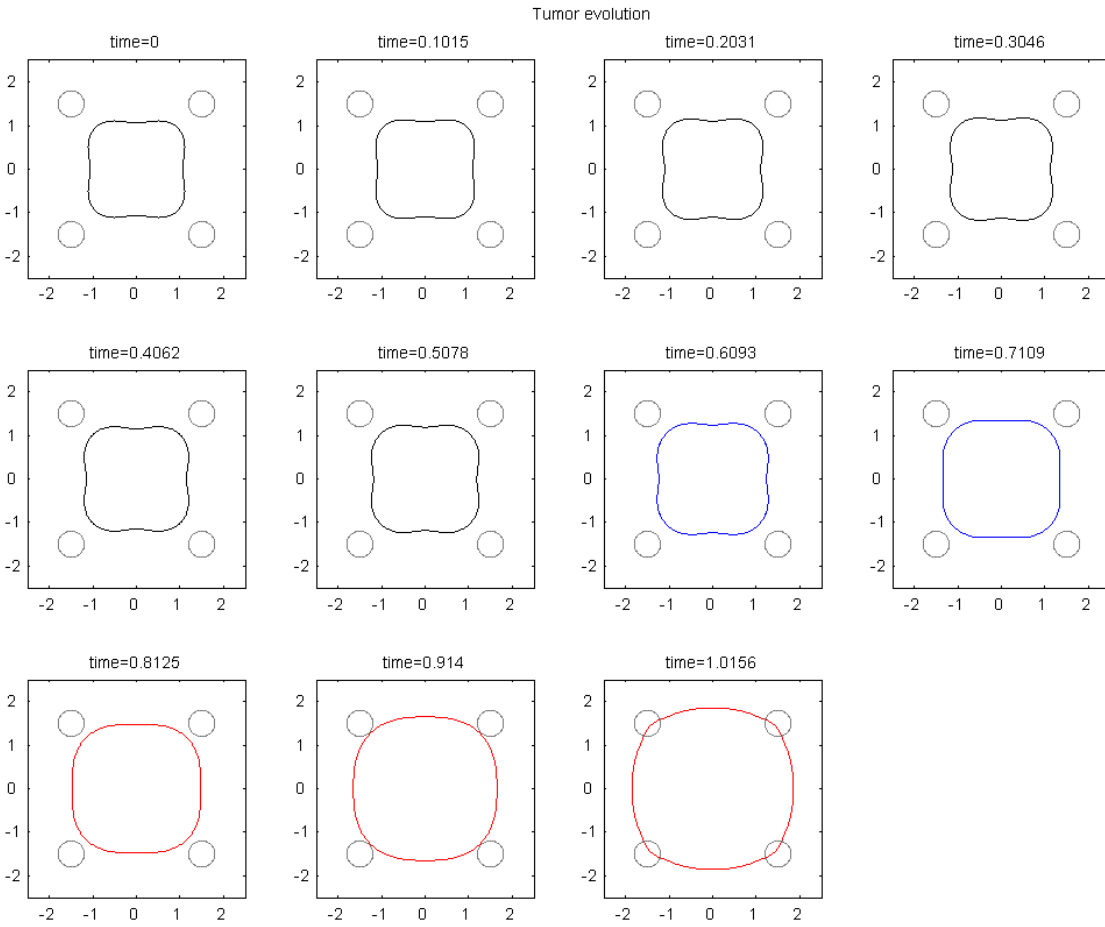 Tumor evolution
time=0 time=0.1015 time=0.2031 time=0.3046
2 2 2 2
1 1 1 1
0 0 0 0
-1 -1 -1 -1
-2 -2 -2 -2
-2 -1 0 1 2 -2 -1 0 1 2 -2 -1 0 1 2 -2 -1 0 1 2
time=0.4062 time=0.5078 time=0.6093 time=0.7109
2 2 2 2
1 1 1 1
0 0 0 0
-1 -1 -1 -1
-2 -2 -2 -2
-2 -1 0 1 2 -2 -1 0 1 2 -2 -1 0 1 2 -2 -1 0 1 2
time=0.8125 time=0.914 time=1.0156
2 2 2
1 1 1
0 0 0
-1 -1 -1
-2 -2 -2
-2 -1 0 1 2 -2 -1 0 1 2 -2 -1 0 1 2